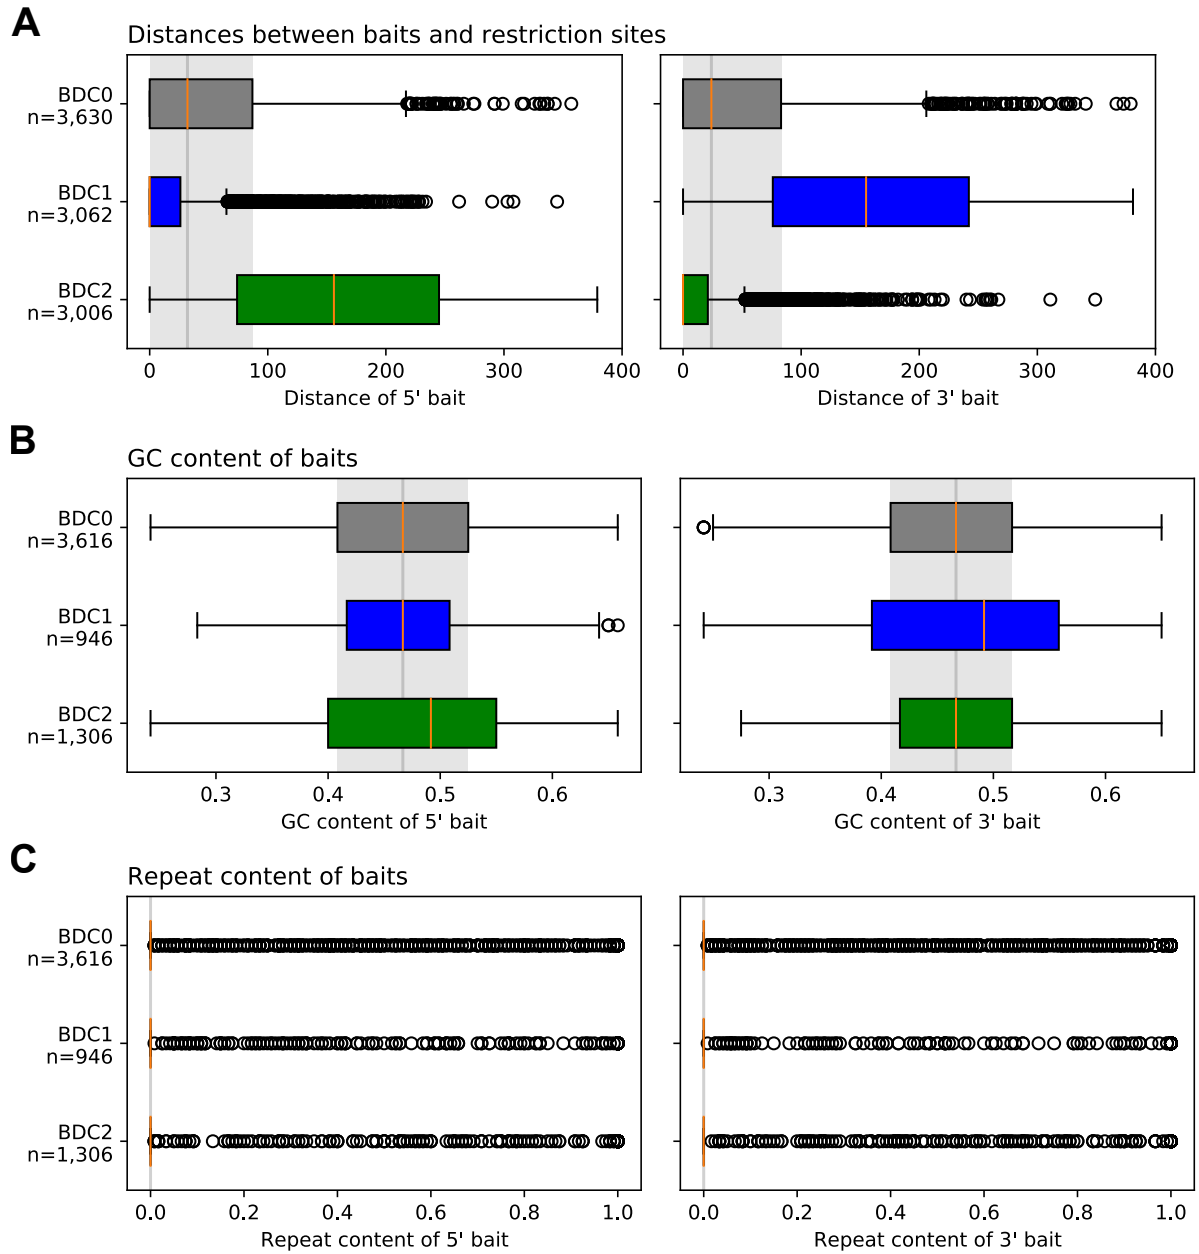 A
Distances between baits and restriction sites
BDC0
n=3,630
BDC1
n=3,062
BDC2
n=3,006
0 100 200 300 400
0 100 200 300 400
Distance of 5' bait
Distance of 3' bait
B
GC content of baits
BDC0
n=3,616
BDC1
n=946
BDC2
n=1,306
0.3 0.4 0.5 0.6
0.3 0.4 0.5 0.6
GC content of 5' bait
GC content of 3' bait
C
Repeat content of baits
BDC0
n=3,616
BDC1
n=946
BDC2
n=1,306
0.0 0.2 0.4 0.6 0.8 1.0
0.0 0.2 0.4 0.6 0.8 1.0
Repeat content of 5' bait
Repeat content of 3' bait